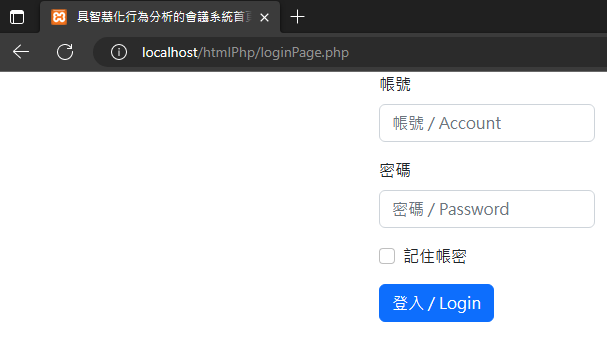 具智慧化行為分析的會議系統首頁
localhost/htmlPhp/loginPage.php
帳號
帳號 / Account
密碼
密碼 / Password
記住帳密
登入 / Login